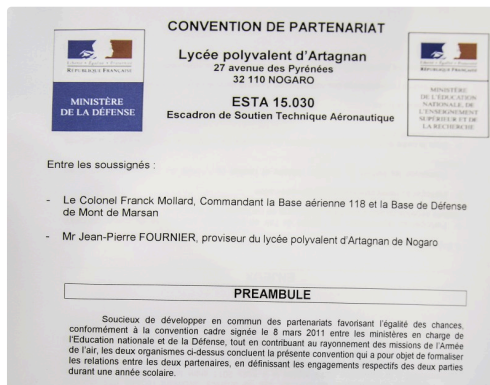 CONVENTION DE PARTENARIAT
Lycée polyvalent d'Artagnan
27 avenue des Pyrénées
32 110 NOGARO
ESTA 15.030
Escadron de Soutien Technique Aéronautique
RÉPUBLIQUE FRANÇAISE
MINISTÈRE
DE LA DÉFENSE
RÉPUBLIQUE FRANÇAISE
MINISTÈRE
DE L'ÉDUCATION
NATIONALE, DE
L'ENSEIGNEMENT
SUPÉRIEUR ET DE
LA RECHERCHE
Entre les soussignés :
- Le Colonel Franck Mollard, Commandant la Base aérienne 118 et la Base de Défense
de Mont de Marsan
- Mr Jean-Pierre FOURNIER, proviseur du lycée polyvalent d'Artagnan de Nogaro
PREAMBULE
Soucieux de développer en commun des partenariats favorisant l'égalité des chances,
conformément à la convention cadre signée le 8 mars 2011 entre les ministères en charge de
l'Education nationale et de la Défense, tout en contribuant au rayonnement des missions de l'Armée
de l'air, les deux organismes ci-dessus concluent la présente convention qui a pour objet de formaliser
les relations entre les deux partenaires, en définissant les engagements respectifs des deux parties
durant une année scolaire.